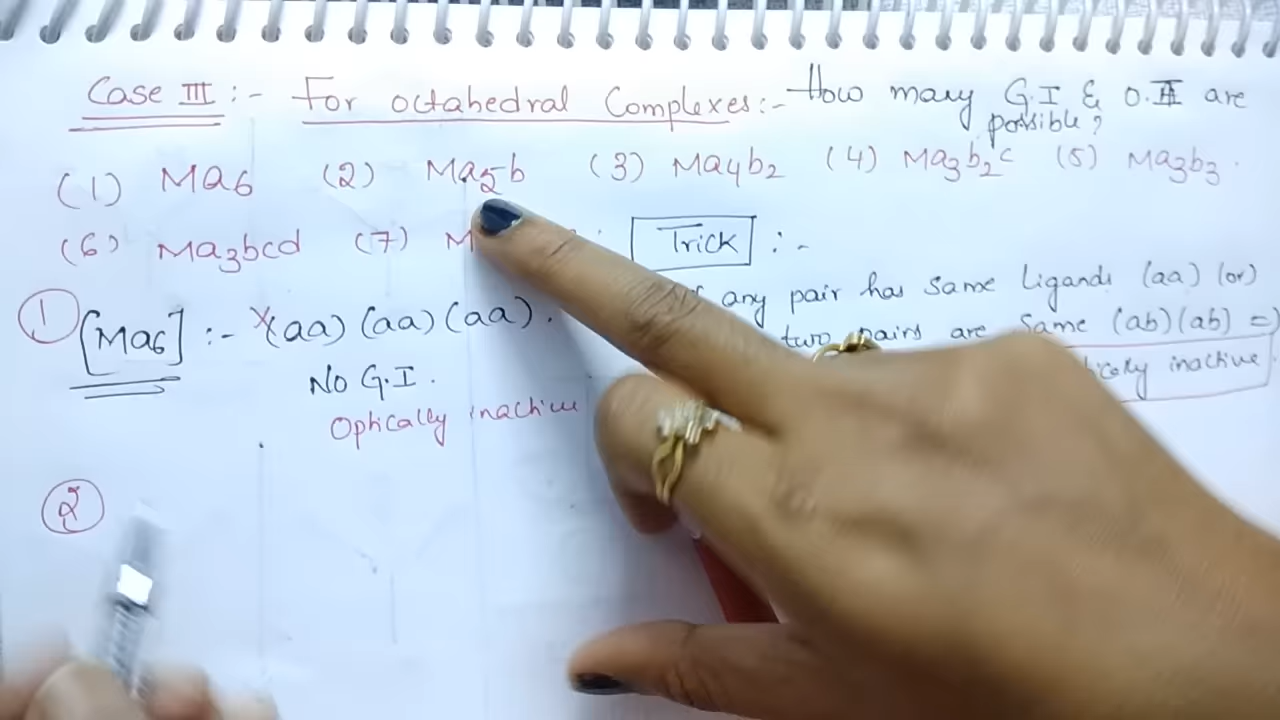 Case III :- For octahedral Complexes:- How many G.I & O.I are possible?
(1) Ma6 (2) Ma5b (3) Ma4b2 (4) Ma3b2c (5) Ma3b3.
(6) Ma3bcd (7) M Trick :-
any pair has same Ligands (aa) (or)
① [Ma6] :- x(aa) (aa) (aa). two pairs are same (ab)(ab) =)
inactive
No G.I.
Optically inactive
②